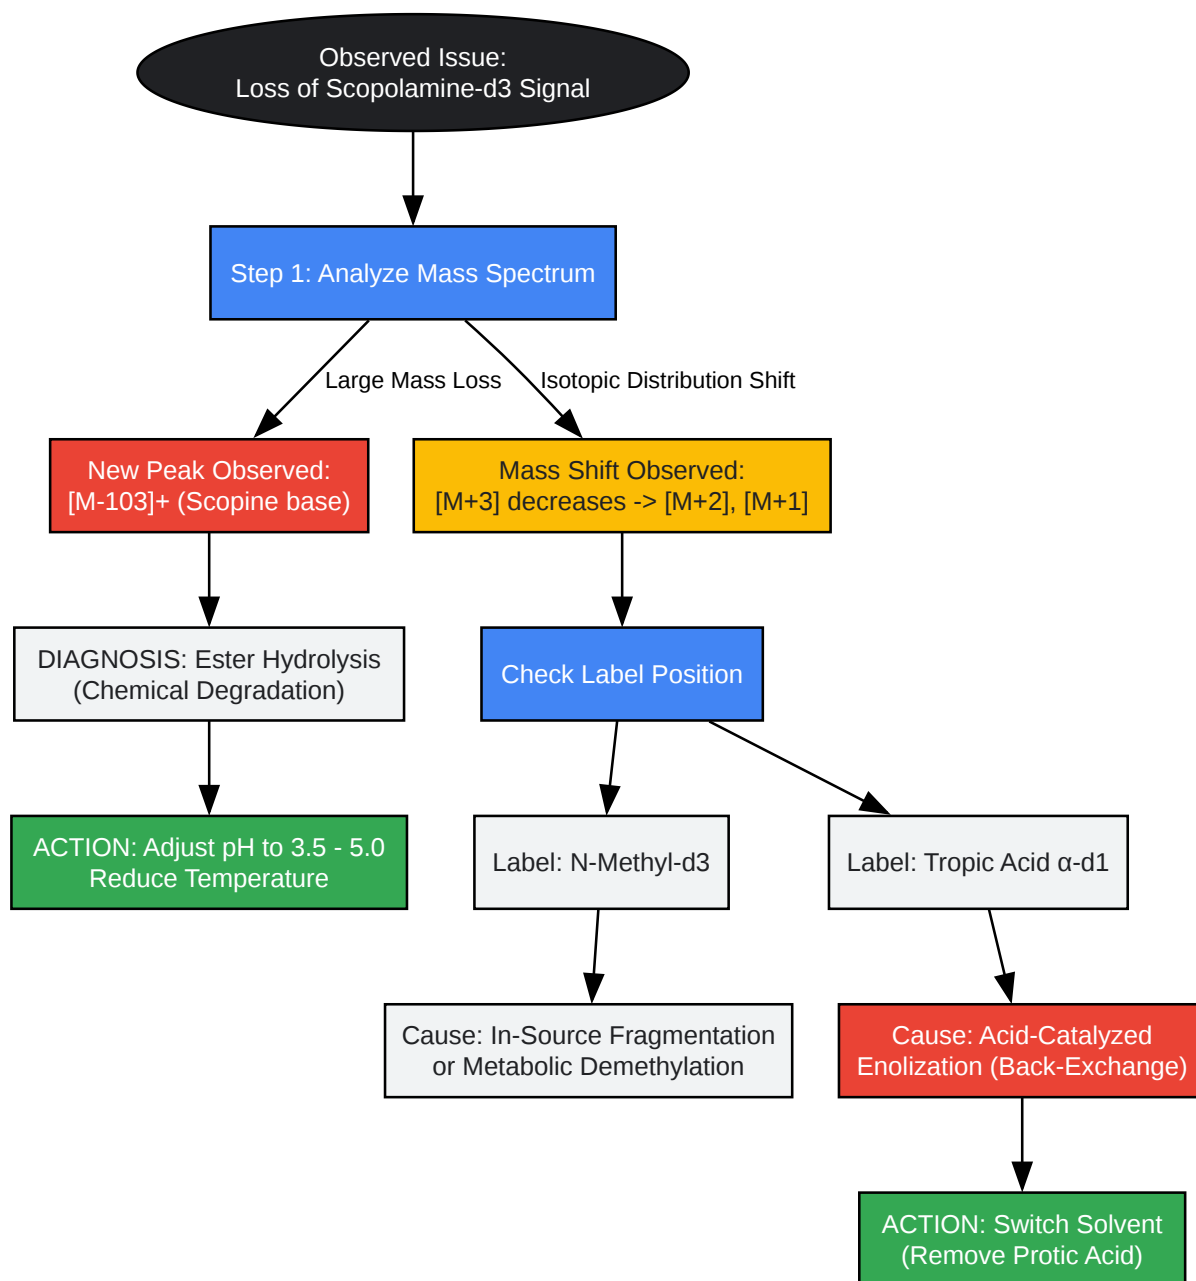 Observed Issue:
Loss of Scopolamine-d3 Signal
Step 1: Analyze Mass Spectrum
Large Mass Loss
Isotopic Distribution Shift
New Peak Observed:
[M-103]+ (Scopine base)
Mass Shift Observed:
[M+3] decreases -> [M+2], [M+1]
DIAGNOSIS: Ester Hydrolysis
(Chemical Degradation)
Check Label Position
ACTION: Adjust pH to 3.5 - 5.0
Reduce Temperature
Label: N-Methyl-d3
Label: Tropic Acid α-d1
Cause: In-Source Fragmentation
or Metabolic Demethylation
Cause: Acid-Catalyzed
Enolization (Back-Exchange)
ACTION: Switch Solvent
(Remove Protic Acid)